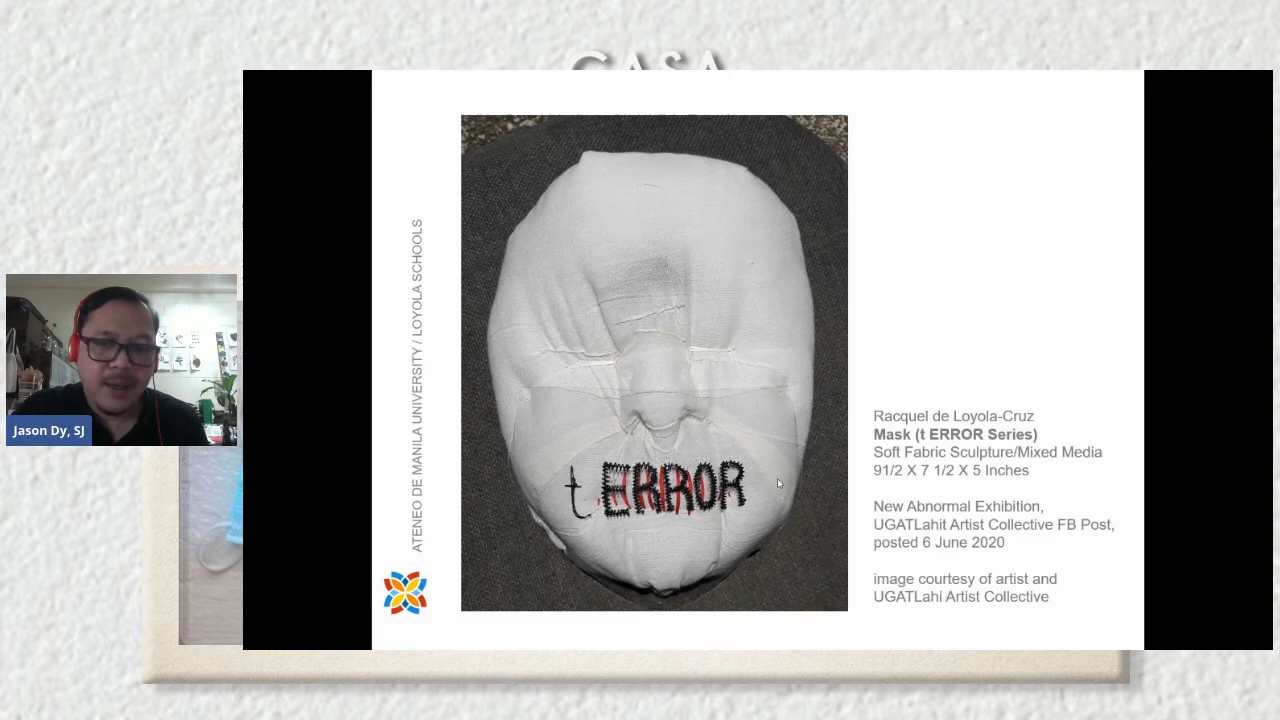 CASA
ATENEO DE MANILA UNIVERSITY / LOYOLA SCHOOLS
t ERROR
Racquel de Loyola-Cruz
Mask (t ERROR Series)
Soft Fabric Sculpture/Mixed Media
91/2 X 7 1/2 X 5 Inches
New Abnormal Exhibition,
UGATLahit Artist Collective FB Post,
posted 6 June 2020
image courtesy of artist and
UGATLahi Artist Collective
Jason Dy, SJ